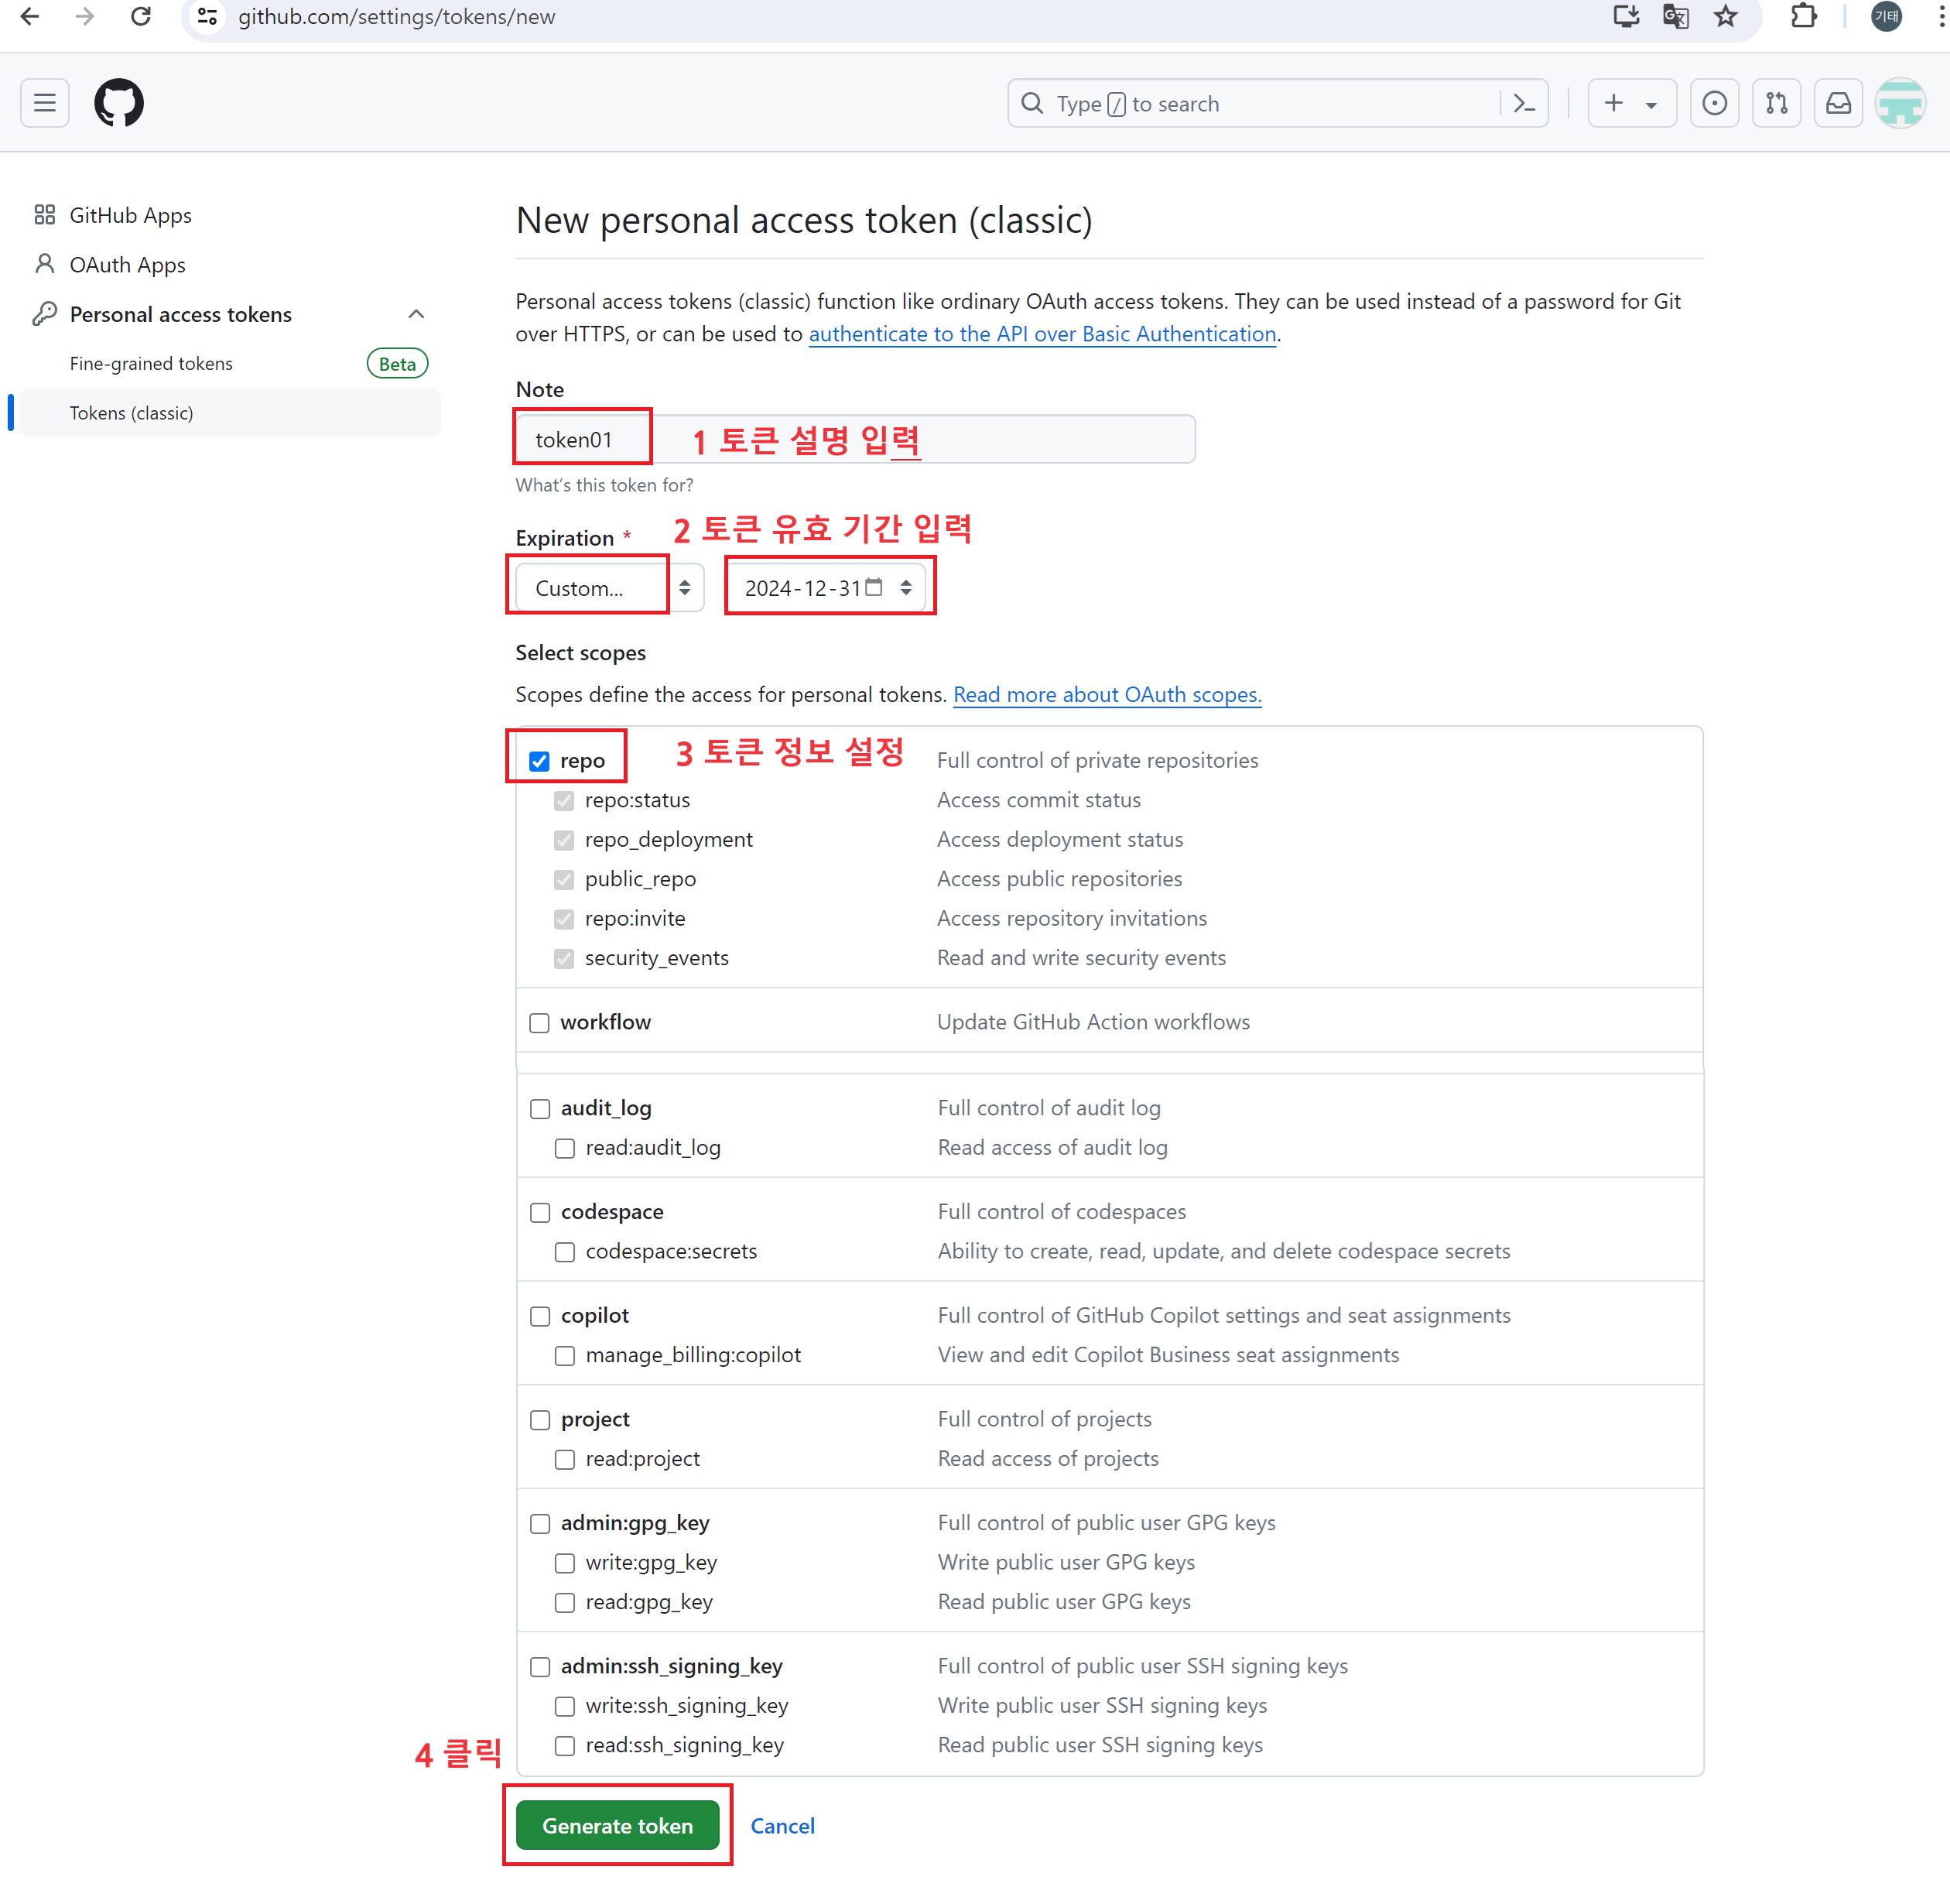 github.com/settings/tokens/new
기태
Type / to search
GitHub Apps
OAuth Apps
Personal access tokens
Fine-grained tokens Beta
Tokens (classic)
New personal access token (classic)
Personal access tokens (classic) function like ordinary OAuth access tokens. They can be used instead of a password for Git
over HTTPS, or can be used to authenticate to the API over Basic Authentication.
Note
token01 1 토큰 설명 입력
What's this token for?
Expiration * 2 토큰 유효 기간 입력
Custom... 2024-12-31
Select scopes
Scopes define the access for personal tokens. Read more about OAuth scopes.
repo 3 토큰 정보 설정 Full control of private repositories
repo:status Access commit status
repo_deployment Access deployment status
public_repo Access public repositories
repo:invite Access repository invitations
security_events Read and write security events
workflow Update GitHub Action workflows
audit_log Full control of audit log
read:audit_log Read access of audit log
codespace Full control of codespaces
codespace:secrets Ability to create, read, update, and delete codespace secrets
copilot Full control of GitHub Copilot settings and seat assignments
manage_billing:copilot View and edit Copilot Business seat assignments
project Full control of projects
read:project Read access of projects
admin:gpg_key Full control of public user GPG keys
write:gpg_key Write public user GPG keys
read:gpg_key Read public user GPG keys
admin:ssh_signing_key Full control of public user SSH signing keys
write:ssh_signing_key Write public user SSH signing keys
read:ssh_signing_key Read public user SSH signing keys
4 클릭
Generate token Cancel